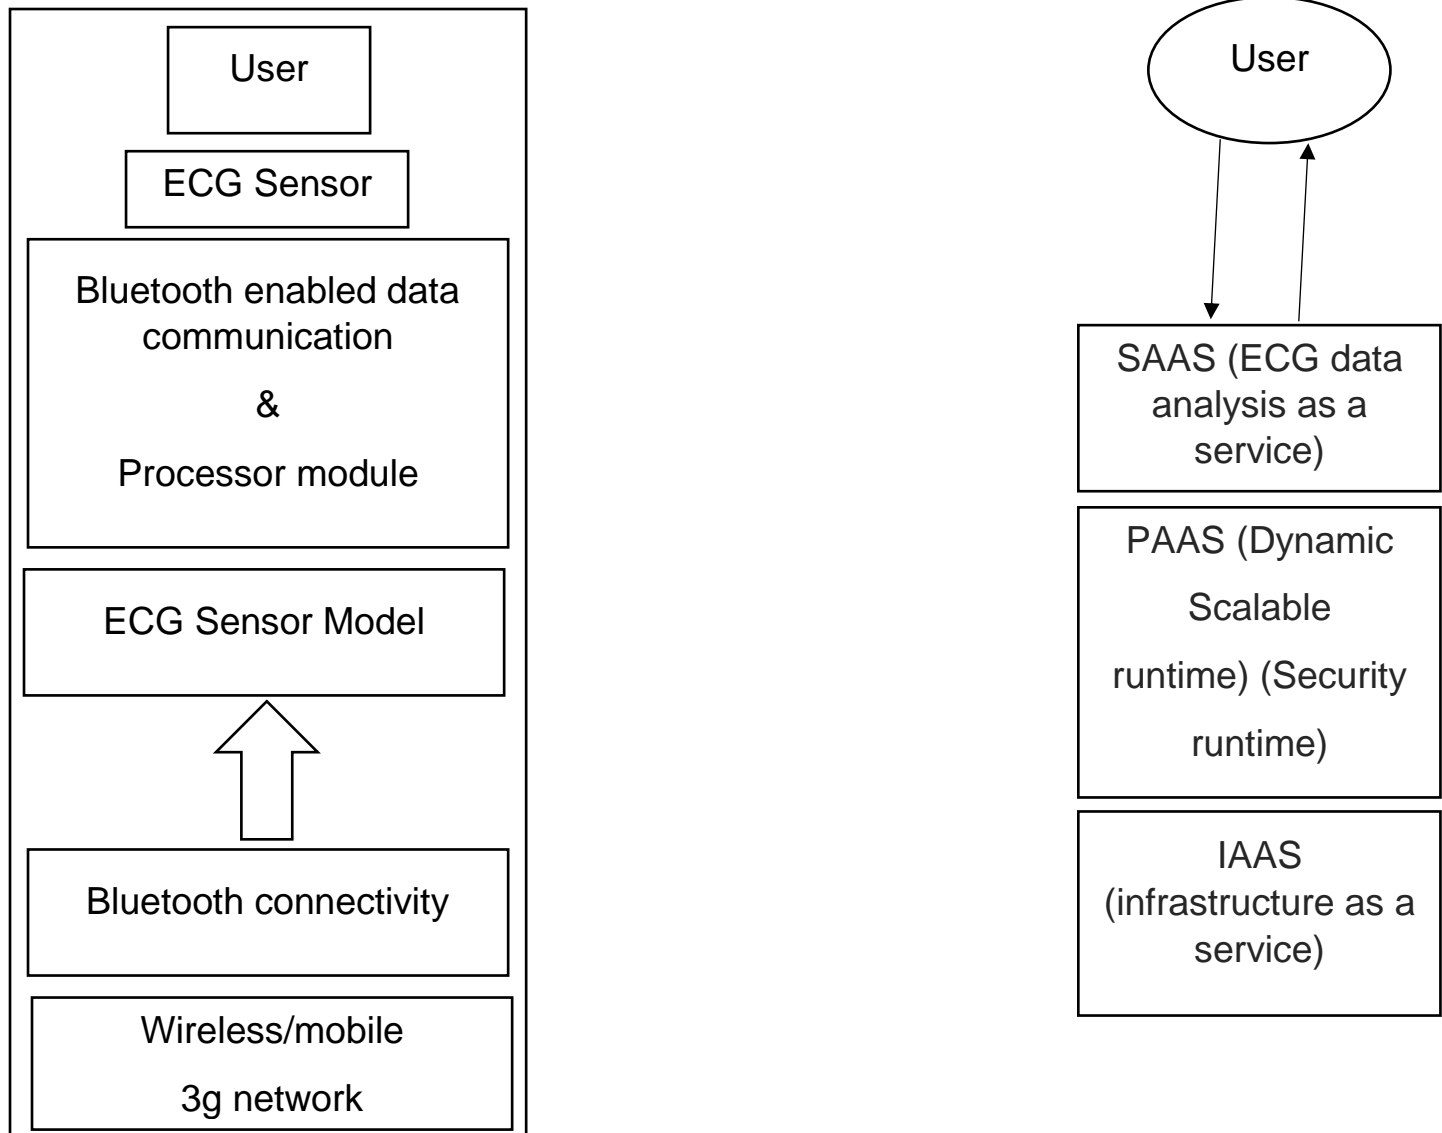 User
ECG Sensor
Bluetooth enabled data
communication
&
Processor module
ECG Sensor Model
Bluetooth connectivity
Wireless/mobile
3g network
User
SAAS (ECG data
analysis as a
service)
PAAS (Dynamic
Scalable
runtime) (Security
runtime)
IAAS
(infrastructure as a
service)